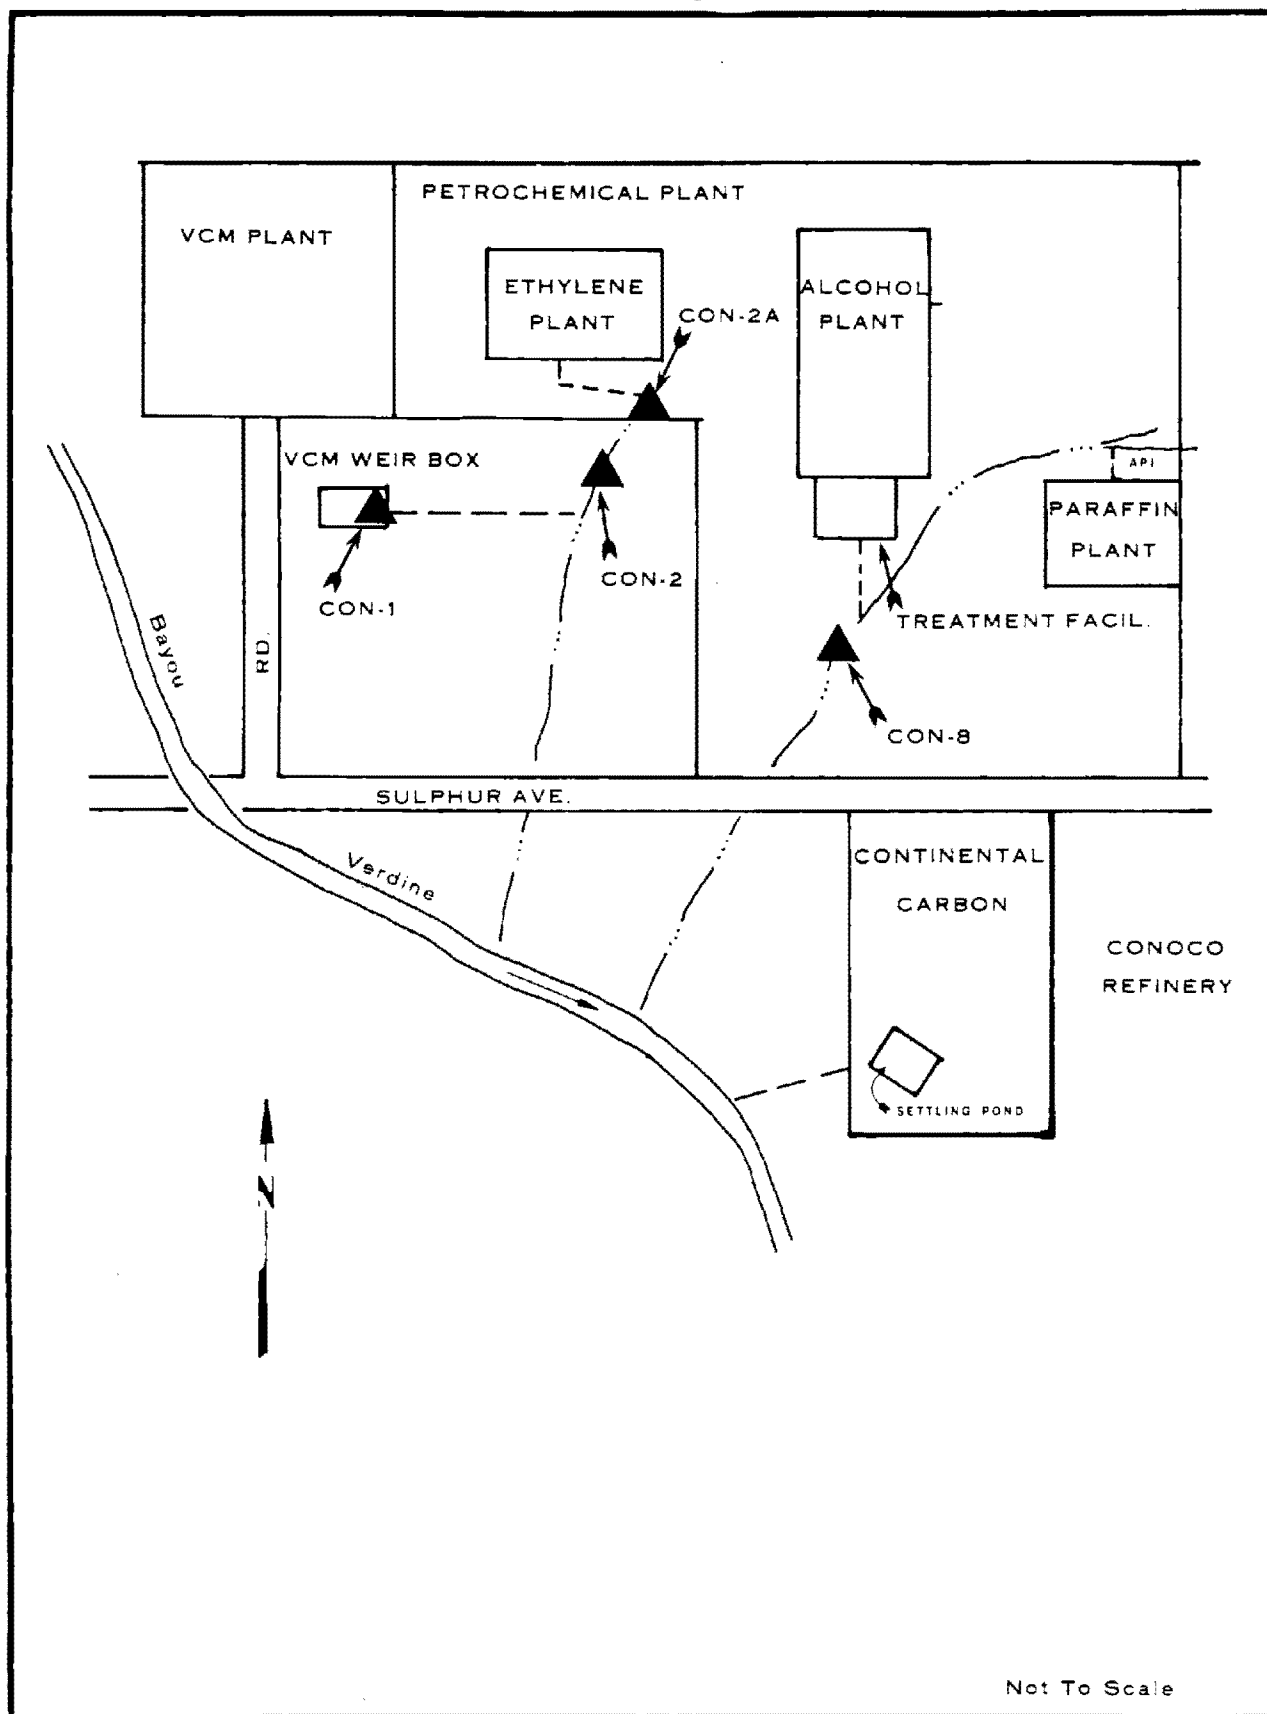 PETROCHEMICAL PLANT
VCM PLANT
ETHYLENE
PLANT
CON-2A
ALCOHOL
PLANT
VCM WEIR BOX
API
PARAFFIN
PLANT
CON-1
CON-2
TREATMENT FACIL.
Bayou
RD.
CON-8
SULPHUR AVE.
Verdine
CONTINENTAL
CARBON
CONOCO
REFINERY
SETTLING POND
N
Not To Scale